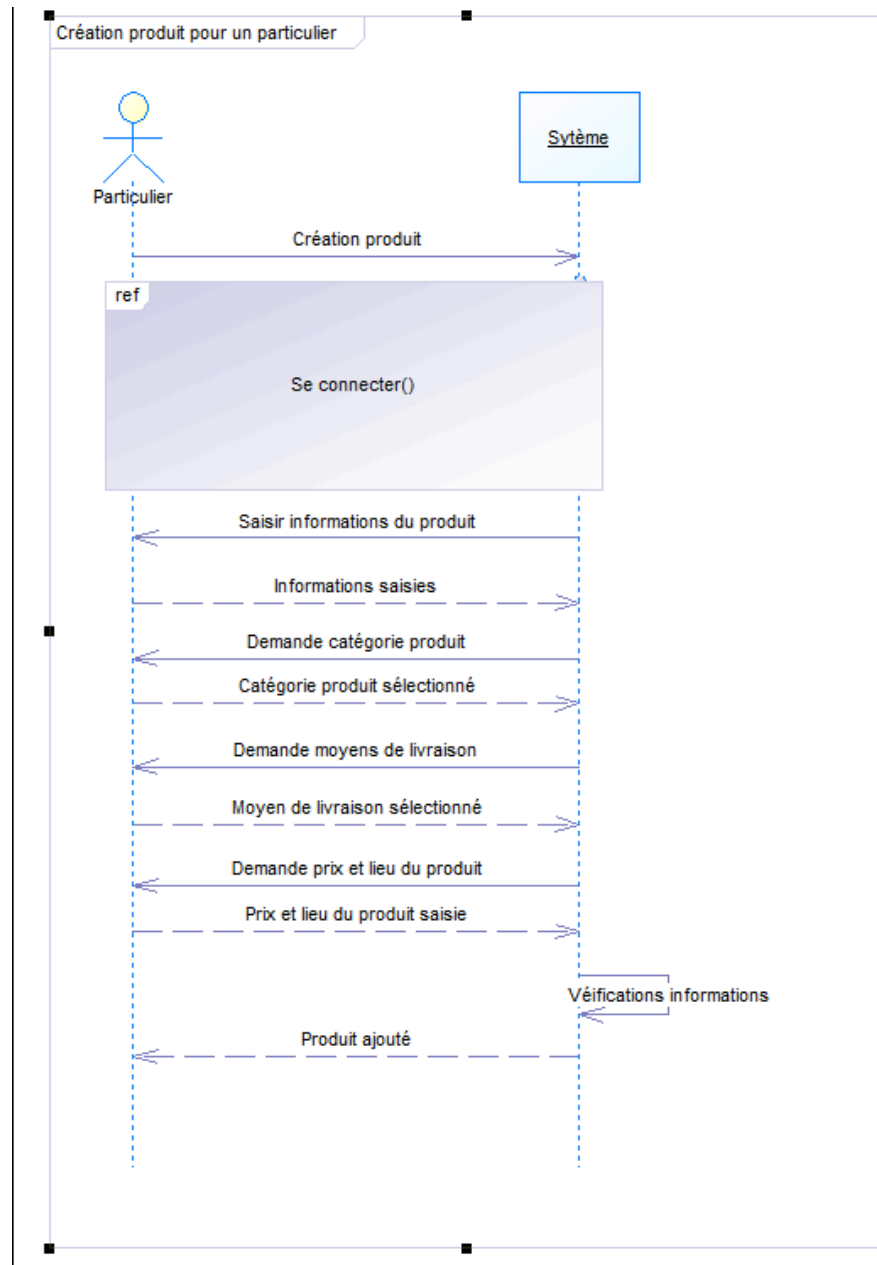 Création produit pour un particulier
Sytème
Particulier
Création produit
ref
Se connecter()
Saisir informations du produit
Informations saisies
Demande catégorie produit
Catégorie produit sélectionné
Demande moyens de livraison
Moyen de livraison sélectionné
Demande prix et lieu du produit
Prix et lieu du produit saisie
Véifications informations
Produit ajouté